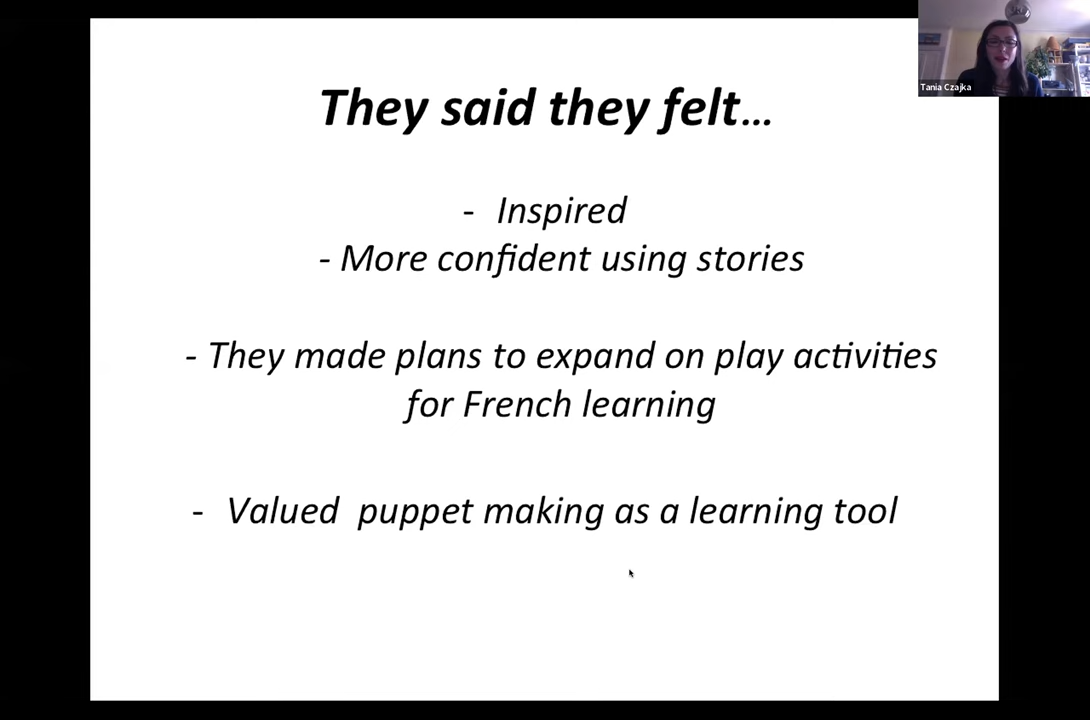 Tania Czajka
They said they felt...
- Inspired
- More confident using stories
- They made plans to expand on play activities
for French learning
- Valued puppet making as a learning tool